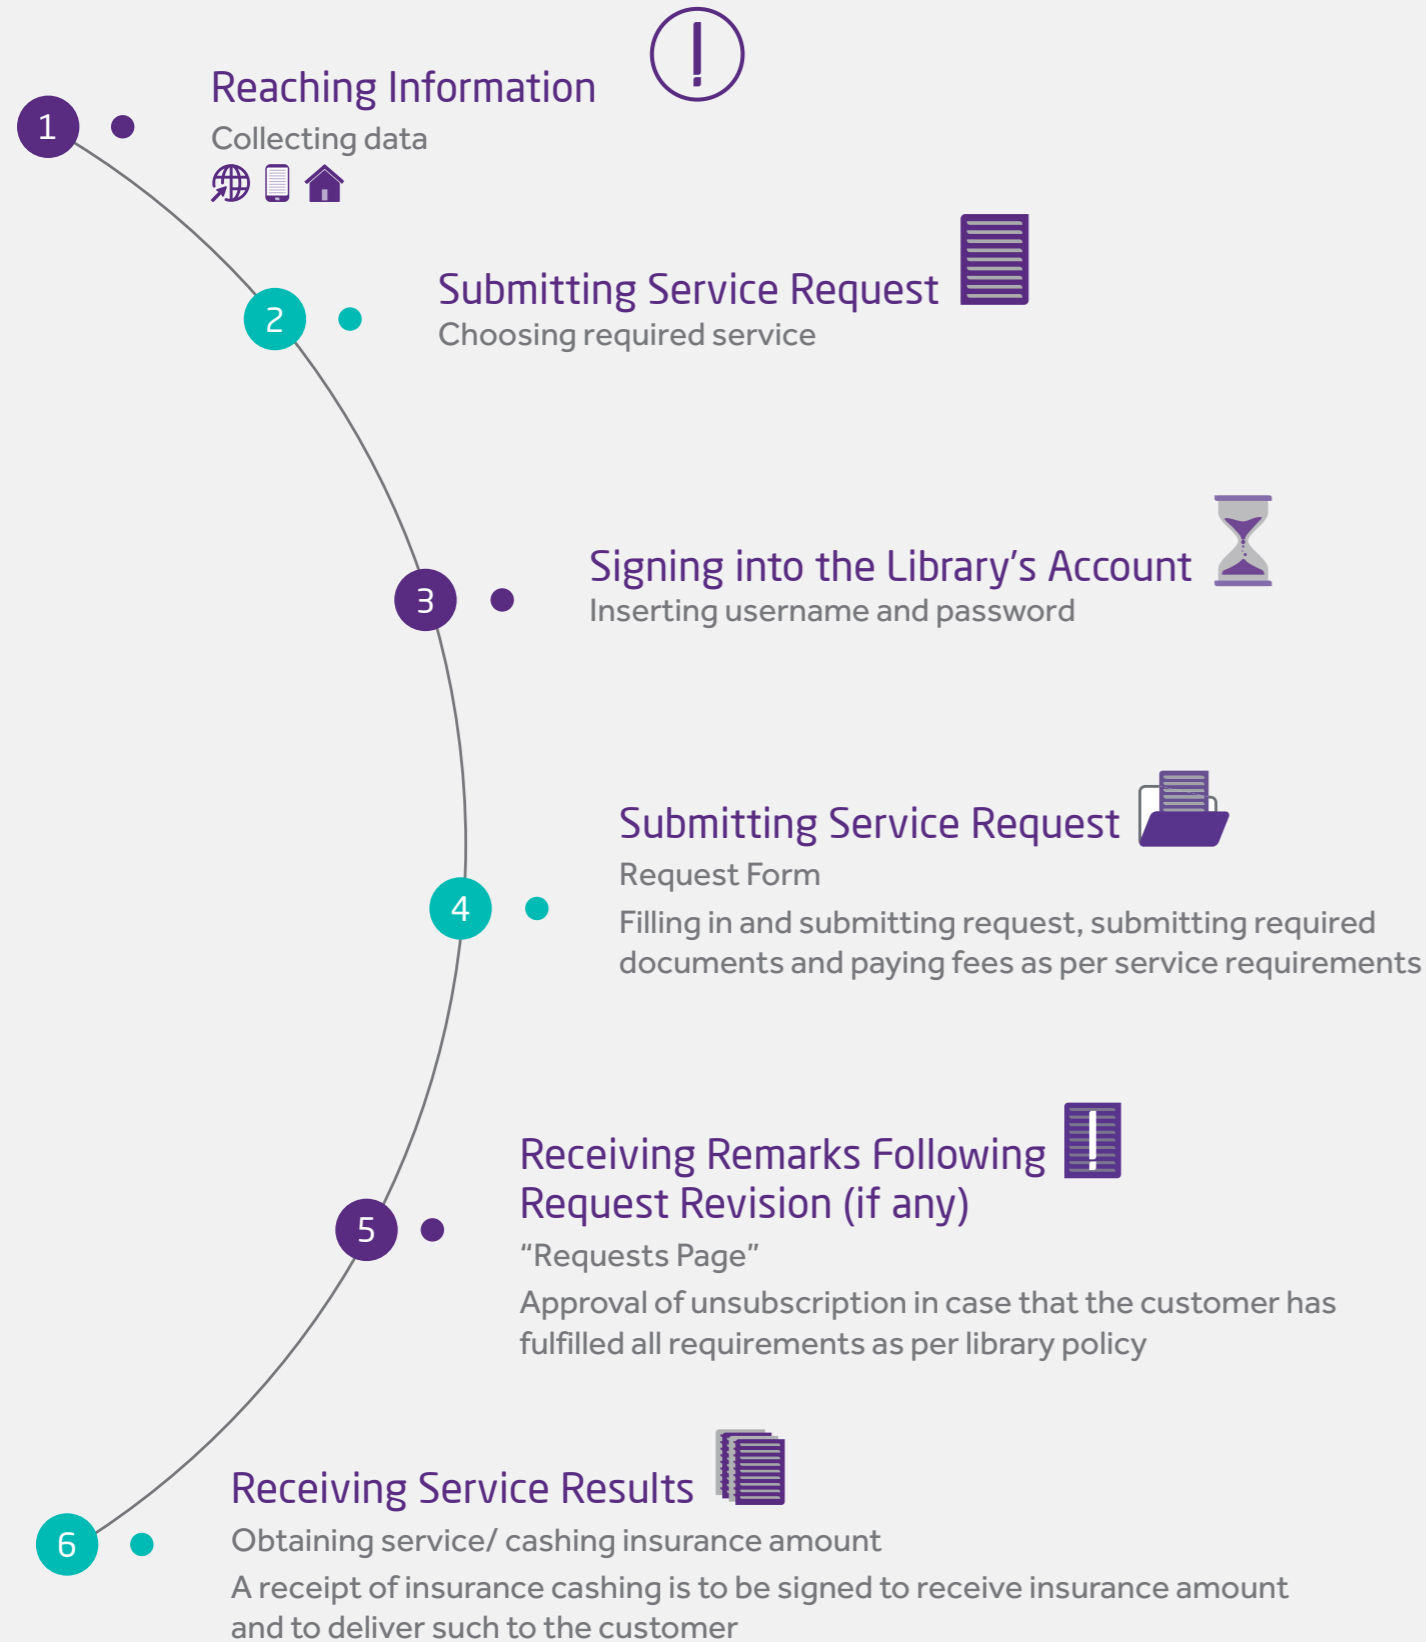 1
Reaching Information
Collecting data
2
Submitting Service Request
Choosing required service
3
Signing into the Library’s Account
Inserting username and password
4
Submitting Service Request
Request Form
Filling in and submitting request, submitting required
documents and paying fees as per service requirements
5
Receiving Remarks Following
Request Revision (if any)
“Requests Page”
Approval of unsubscription in case that the customer has
fulfilled all requirements as per library policy
6
Receiving Service Results
Obtaining service/ cashing insurance amount
A receipt of insurance cashing is to be signed to receive insurance amount
and to deliver such to the customer